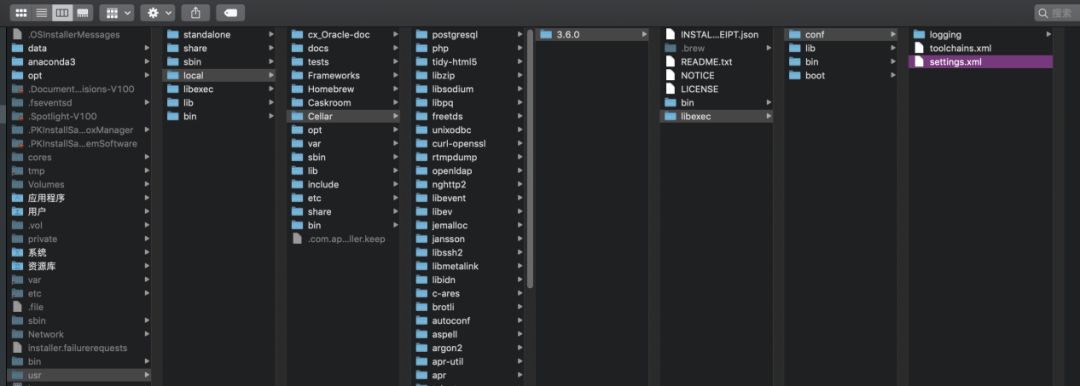 搜索
.OSInstallerMessages
data
anaconda3
opt
.Document...isions-V100
.fseventsd
.Spotlight-V100
.PKInstallSa...oxManager
.PKInstallSa...emSoftware
cores
tmp
Volumes
应用程序
用户
.vol
private
系统
资源库
var
etc
.file
sbin
Network
installer.failurerequests
bin
usr
standalone
share
sbin
local
libexec
lib
bin
cx_Oracle-doc
docs
tests
Frameworks
Homebrew
Caskroom
Cellar
opt
var
sbin
lib
include
etc
share
bin
.com.ap...ller.keep
postgresql
php
tidy-html5
libzip
libsodium
libpq
freetds
unixodbc
curl-openssl
rtmpdump
openldap
nghttp2
libevent
libev
jemalloc
jansson
libssh2
libmetalink
libidn
c-ares
brotli
autoconf
aspell
argon2
apr-util
apr
3.6.0
INSTAL...EIPT.json
.brew
README.txt
NOTICE
LICENSE
bin
libexec
conf
lib
bin
boot
logging
toolchains.xml
settings.xml